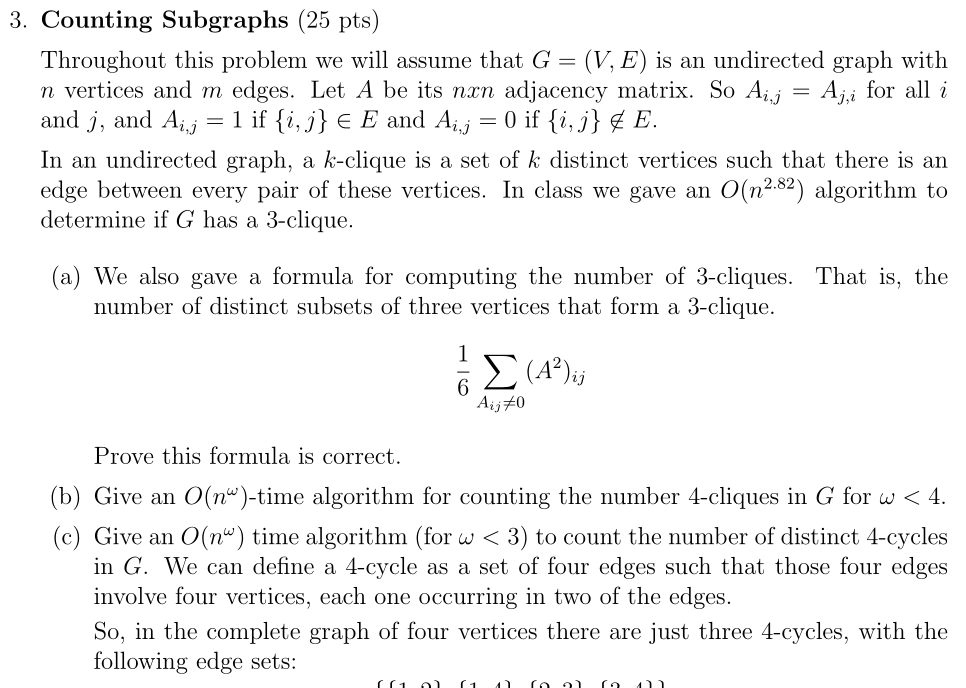 3. Counting Subgraphs (25 pts)
Throughout this problem we will assume that G = (V, E) is an undirected graph with
n vertices and m edges. Let A be its nxn adjacency matrix. So A_{i,j} = A_{j,i} for all i
and j, and A_{i,j} = 1 if {i, j} ∈ E and A_{i,j} = 0 if {i, j} ∉ E.
In an undirected graph, a k-clique is a set of k distinct vertices such that there is an
edge between every pair of these vertices. In class we gave an O(n^{2.82}) algorithm to
determine if G has a 3-clique.
(a) We also gave a formula for computing the number of 3-cliques. That is, the
number of distinct subsets of three vertices that form a 3-clique.
\frac{1}{6} \sum_{A_{ij} \neq 0} (A^2)_{ij}
Prove this formula is correct.
(b) Give an O(n^ω)-time algorithm for counting the number 4-cliques in G for ω < 4.
(c) Give an O(n^ω) time algorithm (for ω < 3) to count the number of distinct 4-cycles
in G. We can define a 4-cycle as a set of four edges such that those four edges
involve four vertices, each one occurring in two of the edges.
So, in the complete graph of four vertices there are just three 4-cycles, with the
following edge sets: